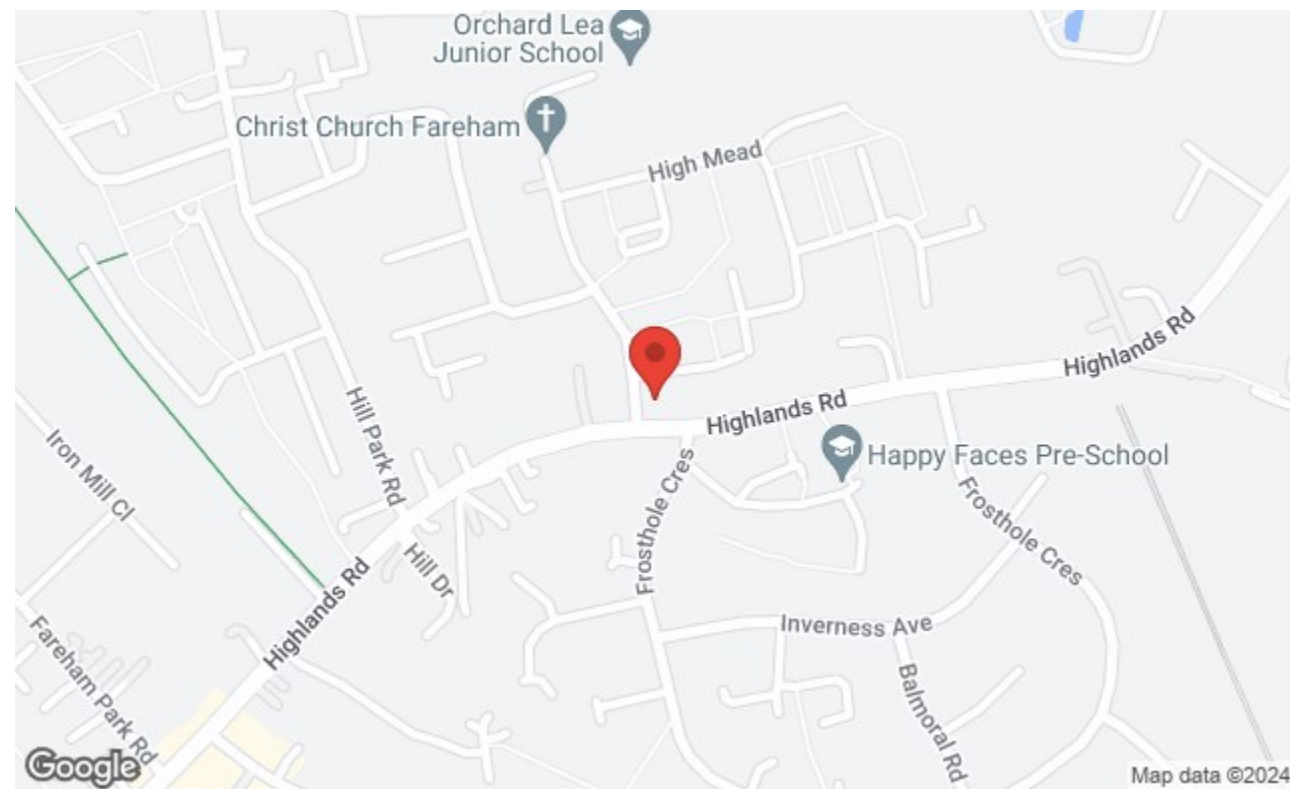 Orchard Lea
Junior School
Christ Church Fareham
High Mead
Highlands Rd
Hill Park Rd
Highlands Rd
Iron Mill Cl
Happy Faces Pre-School
Frosthole Cres
Frosthole Cres
Hill Dr
Highlands Rd
Inverness Ave
Fareham Park Rd
Balmoral Rd
Google
Map data ©2024